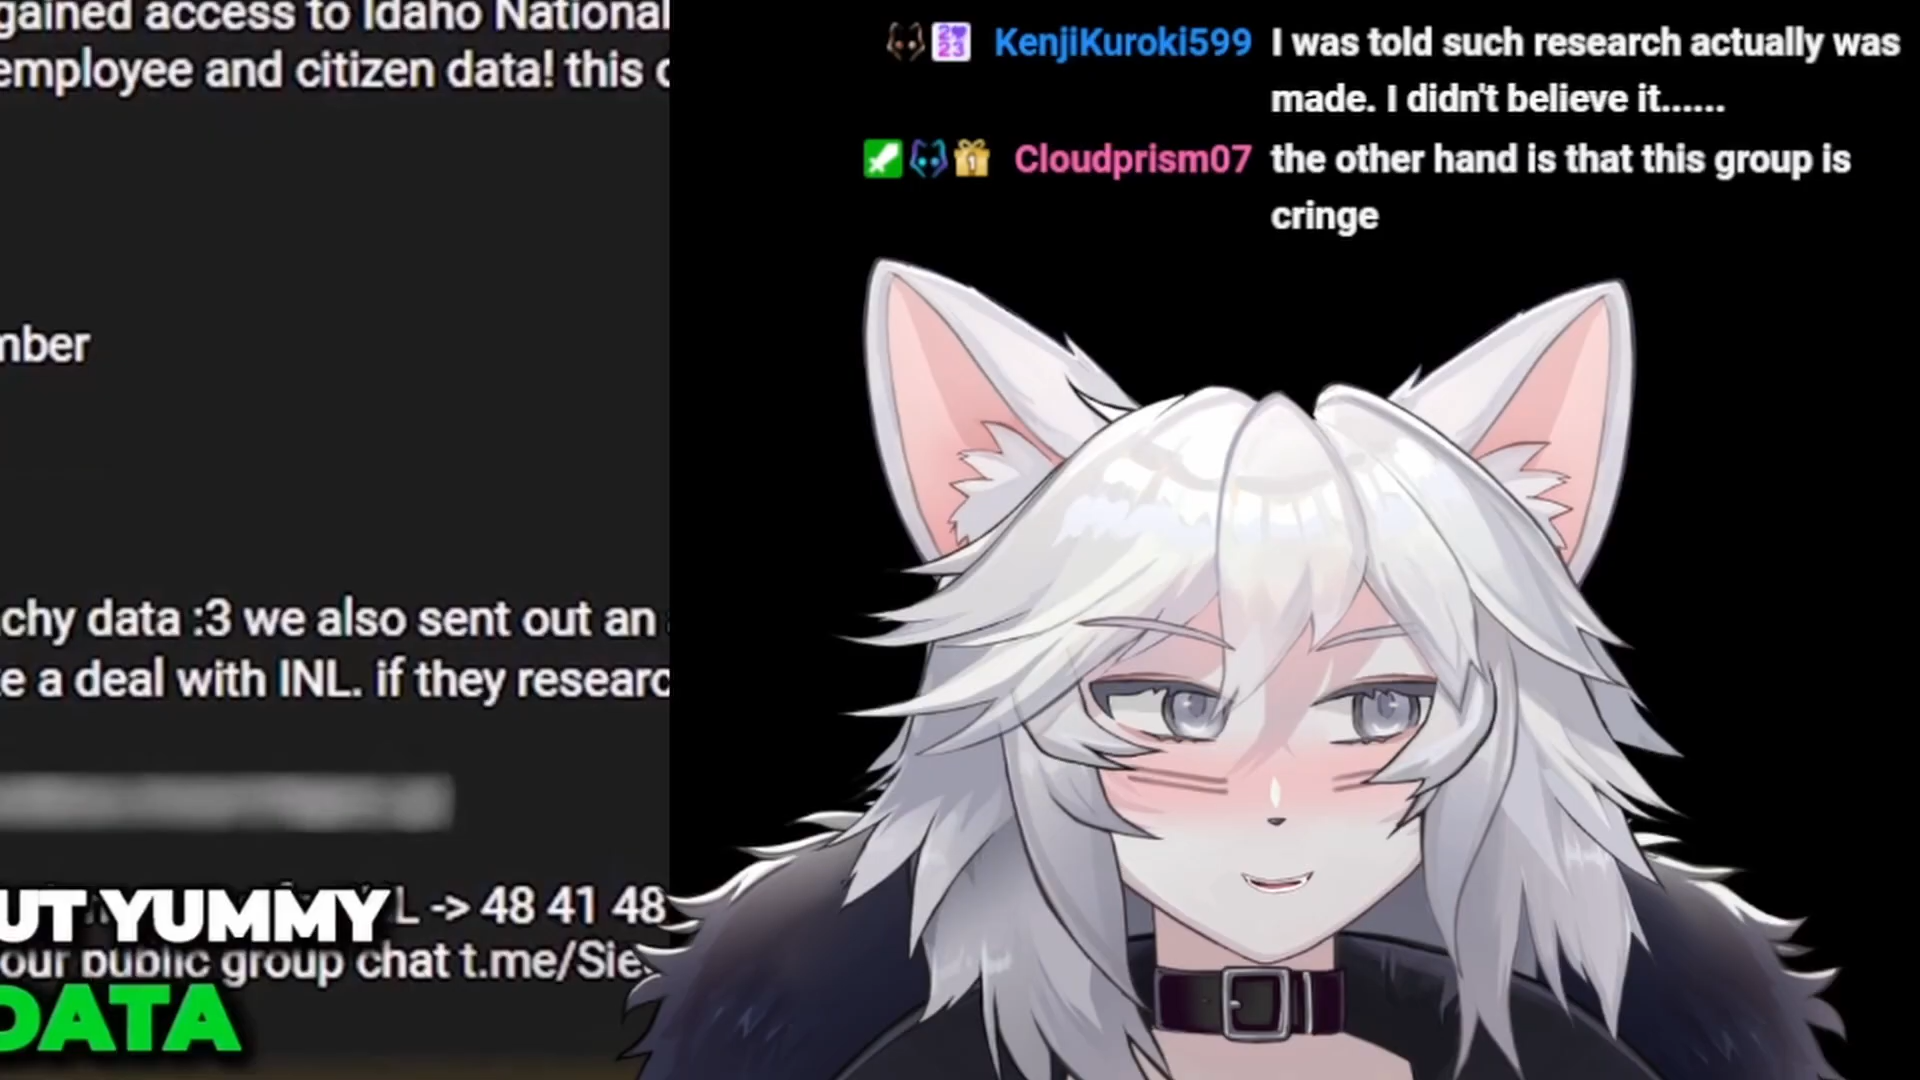 gained access to Idaho National
employee and citizen data! this
mber
chy data :3 we also sent out an
e a deal with INL. if they researc
L -> 48 41 48
our public group chat t.me/Sie
UT YUMMY
DATA
KenjiKuroki599 I was told such research actually was
made. I didn't believe it......
Cloudprism07 the other hand is that this group is
cringe